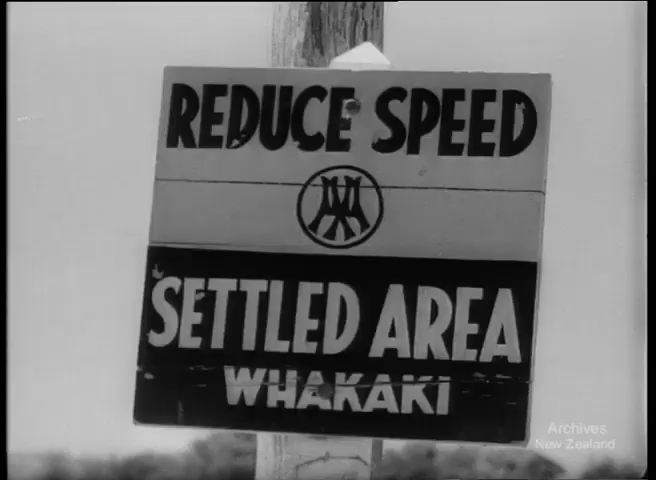 REDUCE SPEED
SETTLED AREA
WHAKAKI
Archives
New Zealand